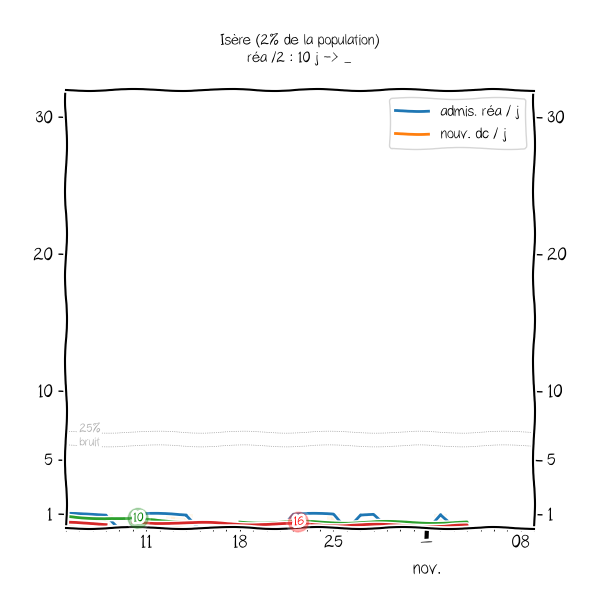 Isère (2% de la population)
réa /2 : 10 j -> _
30
30
admis. réa / j
nouv. dc / j
20
20
10
10
25%
bruit
5
5
1
10
16
1
11
18
25
08
nov.